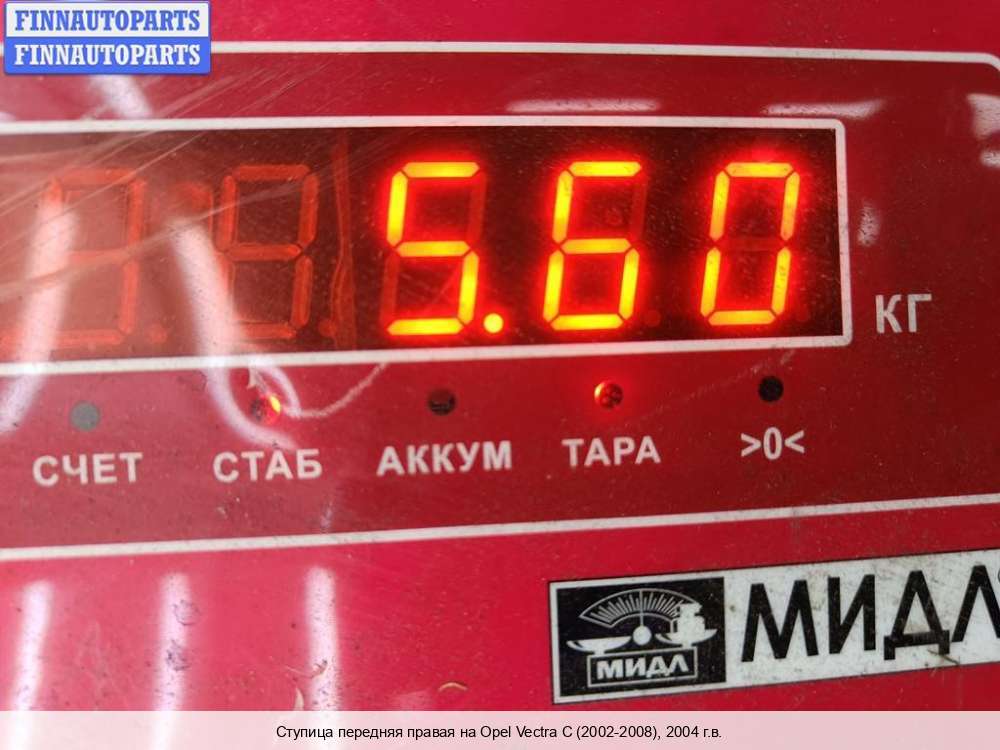 FINNAUTOPARTS
FINNAUTOPARTS
5.60
КГ
СЧЕТ СТАБ АККУМ ТАРА >0<
МИДЛ МИДЛ
Ступица передняя правая на Opel Vectra C (2002-2008), 2004 г.в.